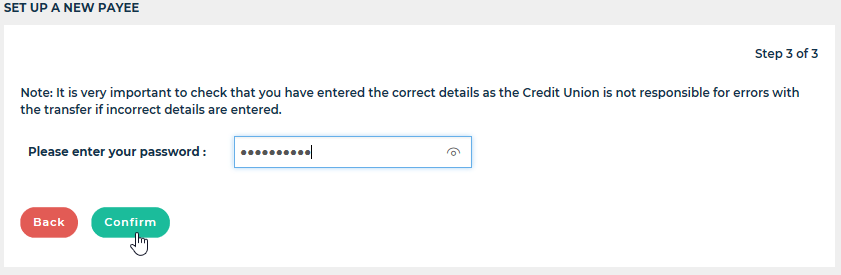 SET UP A NEW PAYEE
Step 3 of 3
Note: It is very important to check that you have entered the correct details as the Credit Union is not responsible for errors with
the transfer if incorrect details are entered.
Please enter your password :
••••••••••
Back
Confirm